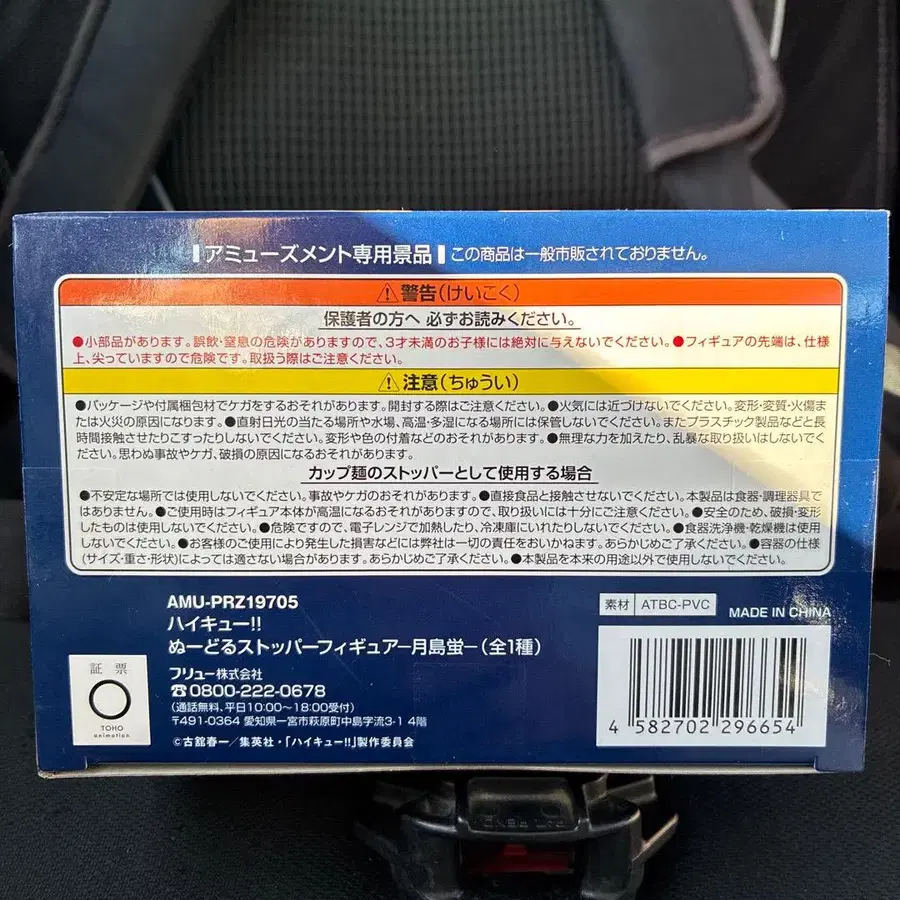 アミューズメント専用景品 この商品は一般市販されておりません。
⚠警告(けいこく)
保護者の方へ 必ずお読みください。
●小部品があります。誤飲・窒息の危険がありますので、3才未満のお子様には絶対に与えないでください。●フィギュアの先端は、仕様
上、尖っていますので危険です。取扱う際はご注意ください。
⚠注意(ちゅうい)
●パッケージや付属梱包材でケガをするおそれがあります。開封する際はご注意ください。●火気には近づけないでください。変形・変質・火傷ま
たは火災の原因になります。●直射日光の当たる場所や水場、高温・多湿になる場所には保管しないでください。またプラスチック製品などと長
時間接触させたりこすったりしないでください。変形や色の付着などのおそれがあります。●無理な力を加えたり、乱暴な取り扱いはしないでくだ
さい。思わぬ事故やケガ、破損の原因になるおそれがあります。
カップ麺のストッパーとして使用する場合
●不安定な場所では使用しないでください。事故やケガのおそれがあります。●直接食品と接触させないでください。本製品は食器・調理器具で
はありません。●ご使用時はフィギュア本体が高温になるおそれがありますので、取り扱いには十分にご注意ください。●安全のため、破損・変形
したものは使用しないでください。●危険ですので、電子レンジで加熱したり、冷凍庫にいれたりしないでください。●食器洗浄機・乾燥機は使用
しないでください。●お客様のご使用により発生した損害などには弊社は一切の責任をおいかねます。あらかじめご了承ください。●容器の仕様
(サイズ・重さ・形状)によっては適さない場合があります。あらかじめご了承ください。●本製品を本来の用途以外で使用しないでください。
AMU-PRZ19705
ハイキュー!!
ぬーどるストッパーフィギュアー月島蛍ー(全1種)
フリュー株式会社
☎0800-222-0678
(通話無料、平日10:00〜18:00受付)
〒491-0364 愛知県一宮市萩原町中島字流3-1 4階
©古舘春一/集英社・「ハイキュー!!」製作委員会
証票
TOHO
animation
素材 ATBC-PVC
MADE IN CHINA
4 582702 296654